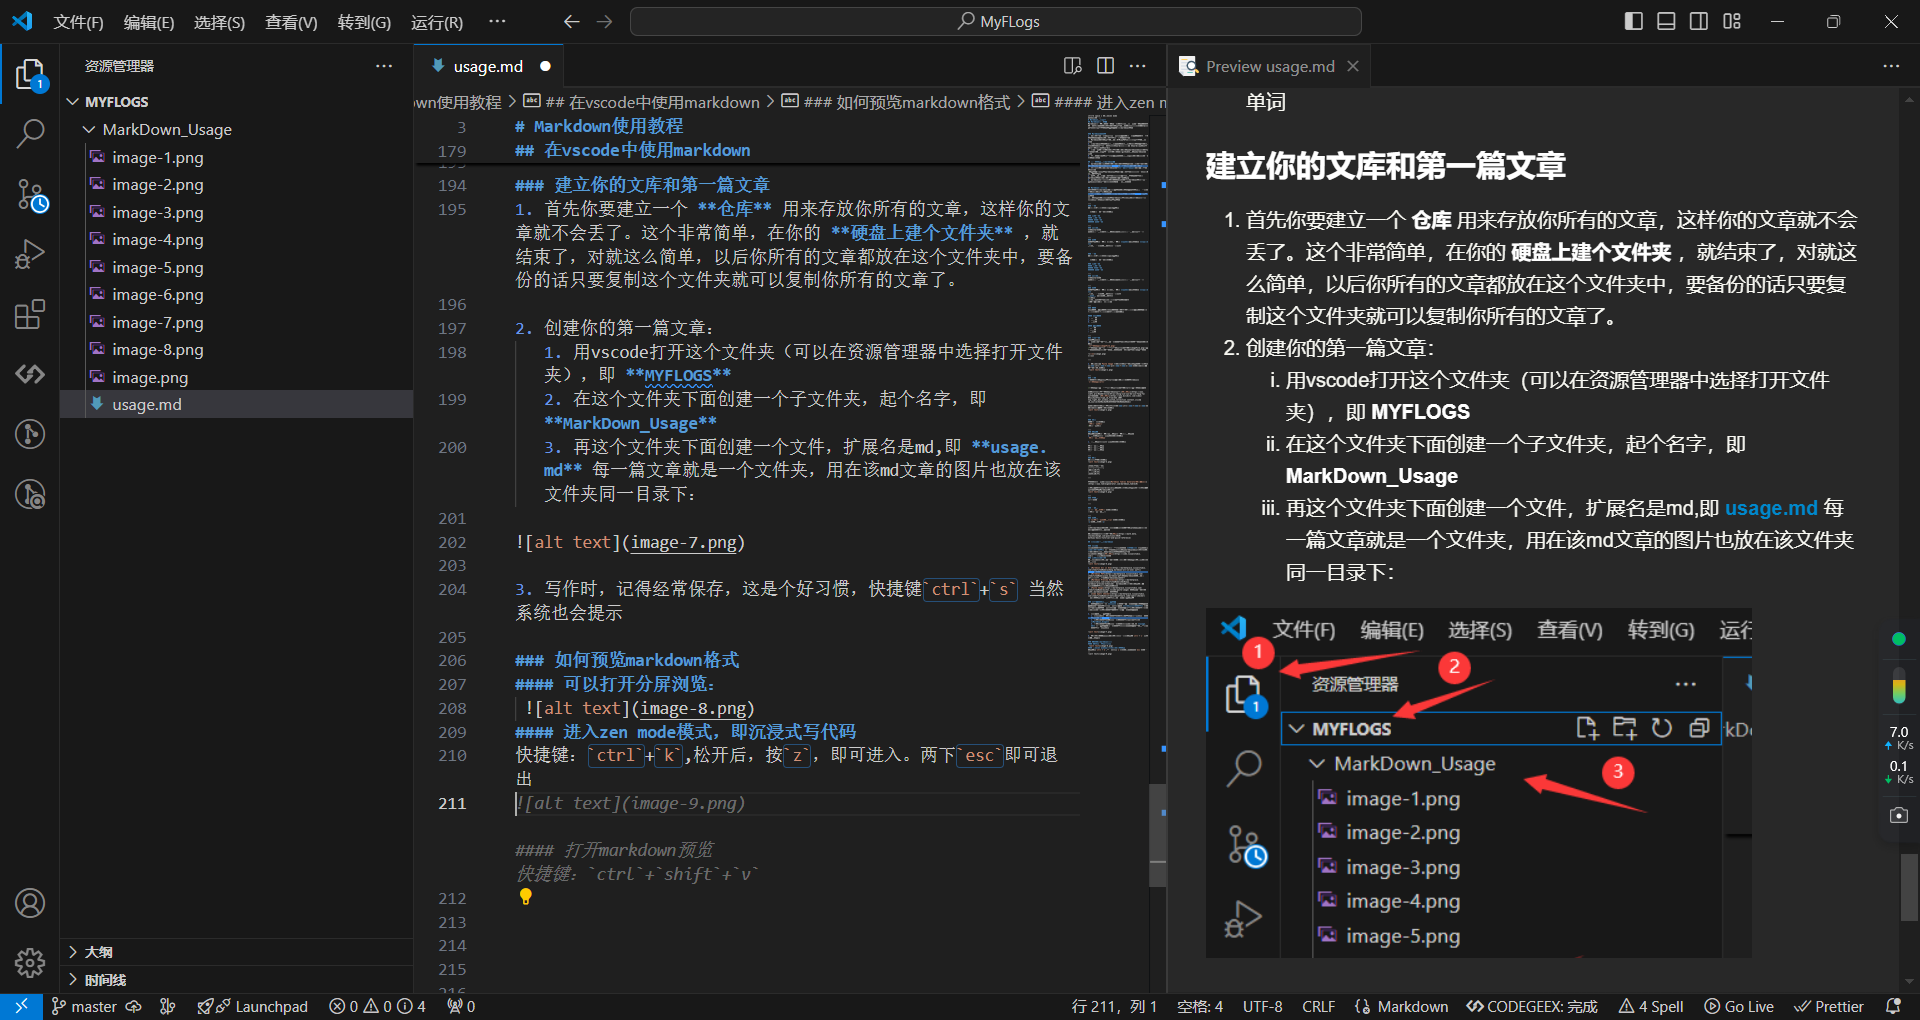 文件(F) 编辑(E) 选择(S) 查看(V) 转到(G) 运行(R) ··· MyFLogs
资源管理器 ···
MYFLOGS
MarkDown_Usage
image-1.png
image-2.png
image-3.png
image-4.png
image-5.png
image-6.png
image-7.png
image-8.png
image.png
usage.md
大纲
时间线
1
usage.md
wn使用教程 > ## 在vscode中使用markdown > ### 如何预览markdown格式 > #### 进入zen m
3 # Markdown使用教程
179 ## 在vscode中使用markdown
194 ### 建立你的文库和第一篇文章
195 1. 首先你要建立一个 **仓库** 用来存放你所有的文章，这样你的文
章就不会丢了。这个非常简单，在你的 **硬盘上建个文件夹** ，就
结束了，对就这么简单，以后你所有的文章都放在这个文件夹中，要备
份的话只要复制这个文件夹就可以复制你所有的文章了。
196
197 2. 创建你的第一篇文章：
198 1. 用vscode打开这个文件夹（可以在资源管理器中选择打开文件
夹），即 **MYFLOGS**
199 2. 在这个文件夹下面创建一个子文件夹，起个名字，即
**MarkDown_Usage**
200 3. 再这个文件夹下面创建一个文件，扩展名是md,即 **usage.
md** 每一篇文章就是一个文件夹，用在该md文章的图片也放在该
文件夹同一目录下：
201
202 ![alt text](image-7.png)
203
204 3. 写作时，记得经常保存，这是个好习惯，快捷键`ctrl`+`s` 当然
系统也会提示
205
206 ### 如何预览markdown格式
207 #### 可以打开分屏浏览：
208 ![alt text](image-8.png)
209 #### 进入zen mode模式，即沉浸式写代码
210 快捷键：`ctrl`+`k`,松开后，按`z`，即可进入。两下`esc`即可退
出
211 ![alt text](image-9.png)
#### 打开markdown预览
快捷键：`ctrl`+`shift`+`v`
212
213
214
215
Preview usage.md
单词
建立你的文库和第一篇文章
1. 首先你要建立一个 仓库 用来存放你所有的文章，这样你的文章就不会
丢了。这个非常简单，在你的 硬盘上建个文件夹 ，就结束了，对就这
么简单，以后你所有的文章都放在这个文件夹中，要备份的话只要复
制这个文件夹就可以复制你所有的文章了。
2. 创建你的第一篇文章：
i. 用vscode打开这个文件夹（可以在资源管理器中选择打开文件
夹），即 MYFLOGS
ii. 在这个文件夹下面创建一个子文件夹，起个名字，即
MarkDown_Usage
iii. 再这个文件夹下面创建一个文件，扩展名是md,即 usage.md 每
一篇文章就是一个文件夹，用在该md文章的图片也放在该文件夹
同一目录下：
文件(F) 编辑(E) 选择(S) 查看(V) 转到(G) 运行
1 2
资源管理器 ···
1
MYFLOGS kDo
MarkDown_Usage 3
image-1.png
image-2.png
image-3.png
image-4.png
image-5.png
7.0
K/s
0.1
K/s
master Launchpad 0 0 4 0 行 211，列 1 空格: 4 UTF-8 CRLF Markdown CODEGEEX: 完成 4 Spell Go Live Prettier